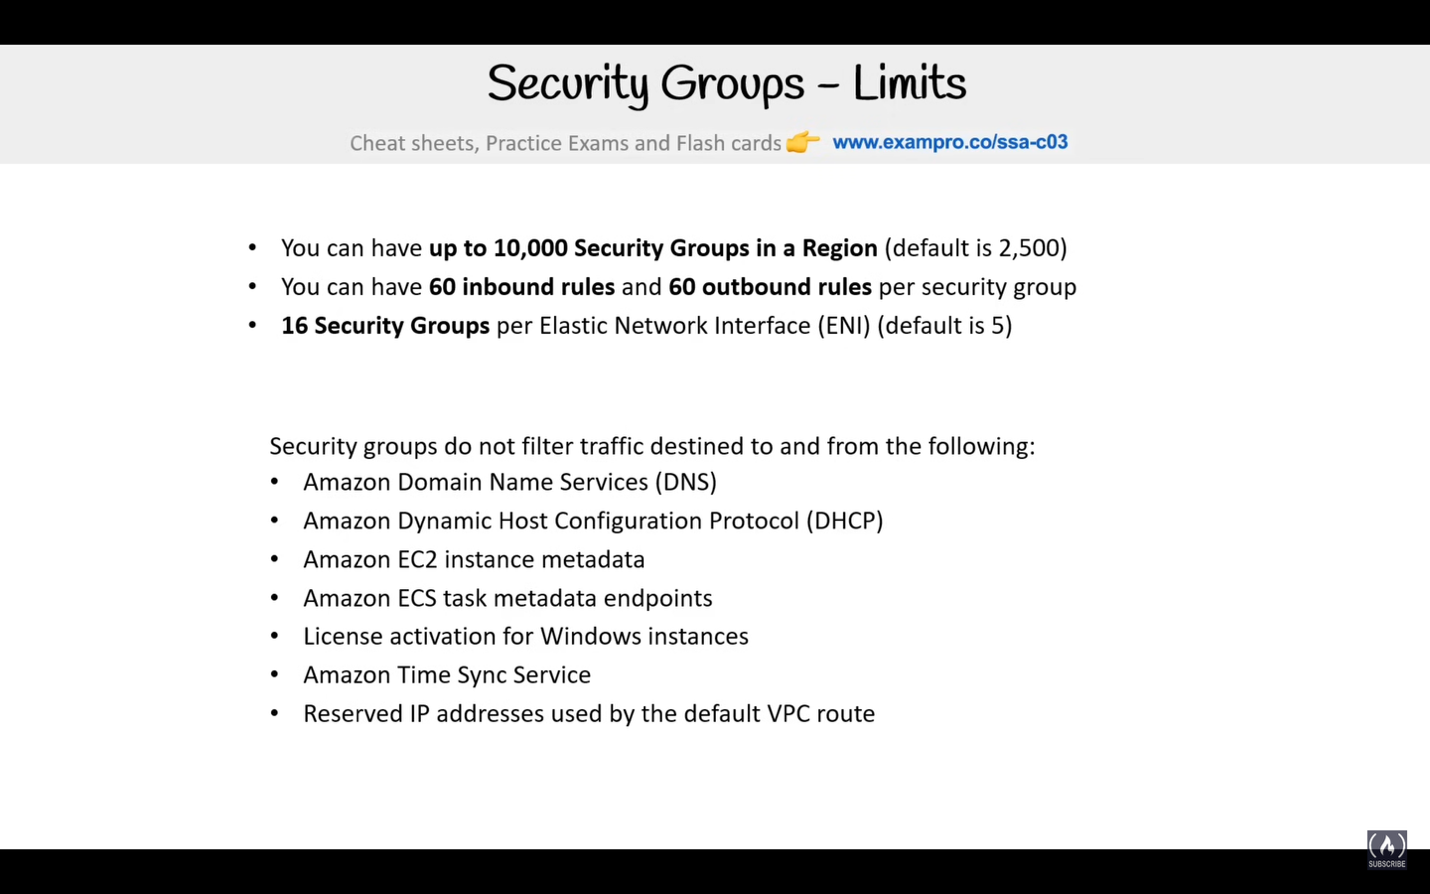 Security Groups – Limits
Cheat sheets, Practice Exams and Flash cards👉 www.exampro.co/ssa-c03
• You can have up to 10,000 Security Groups in a Region (default is 2,500)
• You can have 60 inbound rules and 60 outbound rules per security group
• 16 Security Groups per Elastic Network Interface (ENI) (default is 5)
Security groups do not filter traffic destined to and from the following:
• Amazon Domain Name Services (DNS)
• Amazon Dynamic Host Configuration Protocol (DHCP)
• Amazon EC2 instance metadata
• Amazon ECS task metadata endpoints
• License activation for Windows instances
• Amazon Time Sync Service
• Reserved IP addresses used by the default VPC route
SUBSCRIBE